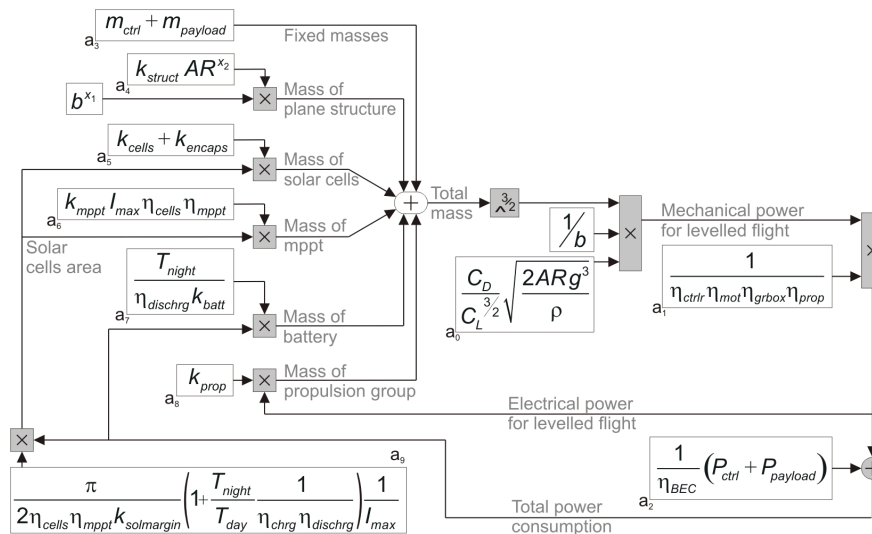 m_ctrl + m_payload
a_3
Fixed masses
k_struct AR^x_2
a_4
b^x_1
×
Mass of
plane structure
k_cells + k_encaps
a_5
×
Mass of
solar cells
k_mppt I_max η_cells η_mppt
a_6
×
Mass of
mppt
Solar
cells area
T_night
η_dischrg k_batt
a_7
×
Mass of
battery
k_prop
a_8
×
Mass of
propulsion group
+
Total
mass
^3/2
1/b
C_D / C_L^3/2 √(2ARg^3 / ρ)
a_0
×
Mechanical power
for levelled flight
1
η_ctrlr η_mot η_grbox η_prop
a_1
×
Electrical power
for levelled flight
1/η_BEC (P_ctrl + P_payload)
a_2
×
a_9
π / (2η_cells η_mppt k_solmargin) (1 + T_night/T_day 1/(η_chrg η_dischrg)) 1/I_max
Total power
consumption